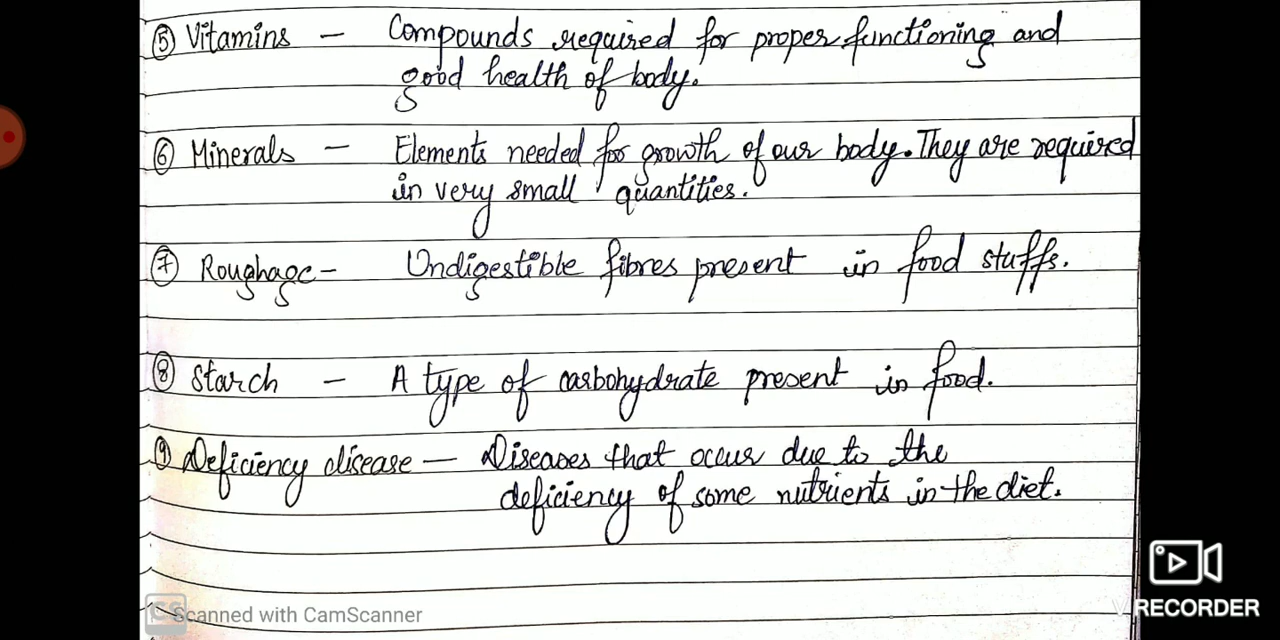 ⑤ Vitamins – Compounds required for proper functioning and
good health of body.
⑥ Minerals – Elements needed for growth of our body. They are required
in very small quantities.
⑦ Roughage – Undigestible fibres present in food stuffs.
⑧ Starch – A type of carbohydrate present in food.
⑨ Deficiency disease – Diseases that occur due to the
deficiency of some nutrients in the diet.
CS Scanned with CamScanner
V RECORDER